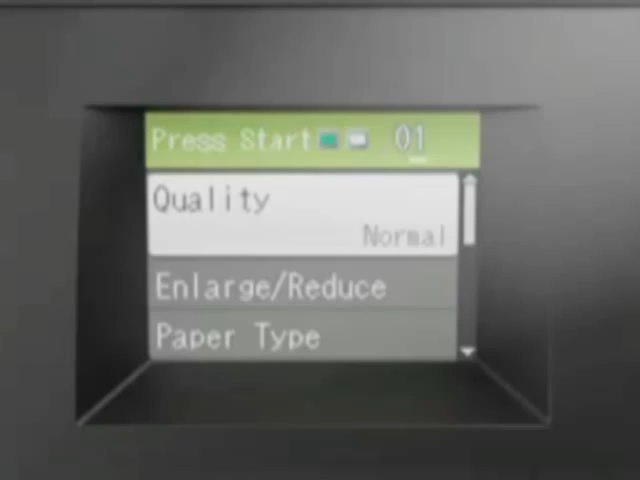 Press Start 01
Quality
Normal
Enlarge/Reduce
Paper Type